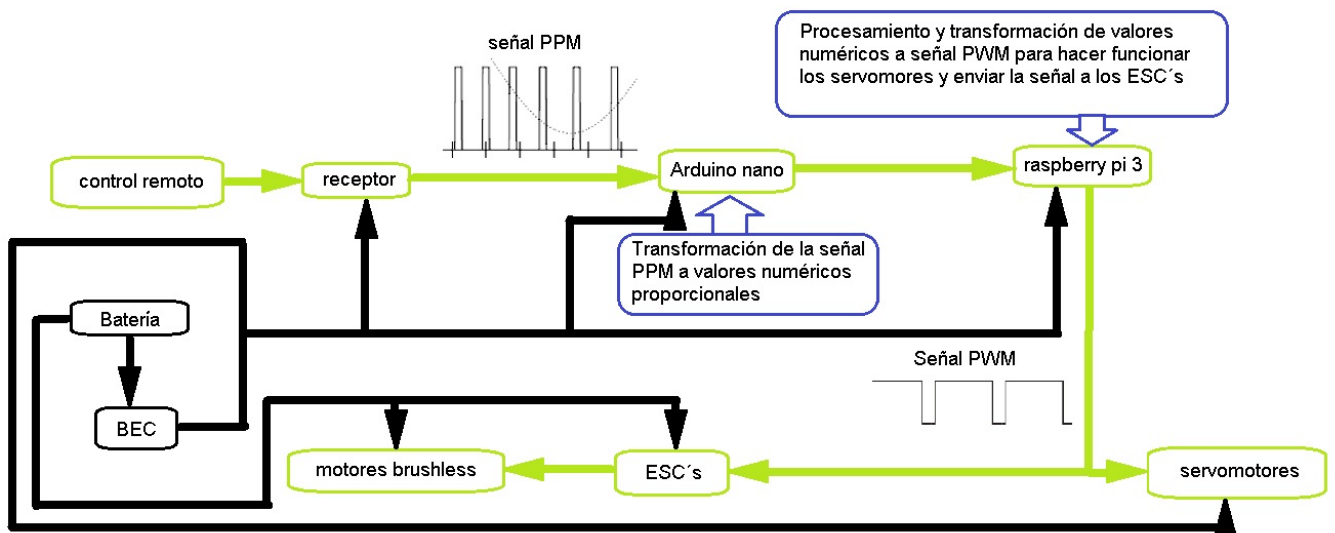 señal PPM
Procesamiento y transformación de valores
numéricos a señal PWM para hacer funcionar
los servomores y enviar la señal a los ESC´s
control remoto
receptor
Arduino nano
raspberry pi 3
Transformación de la señal
PPM a valores numéricos
proporcionales
Batería
BEC
Señal PWM
motores brushless
ESC´s
servomotores